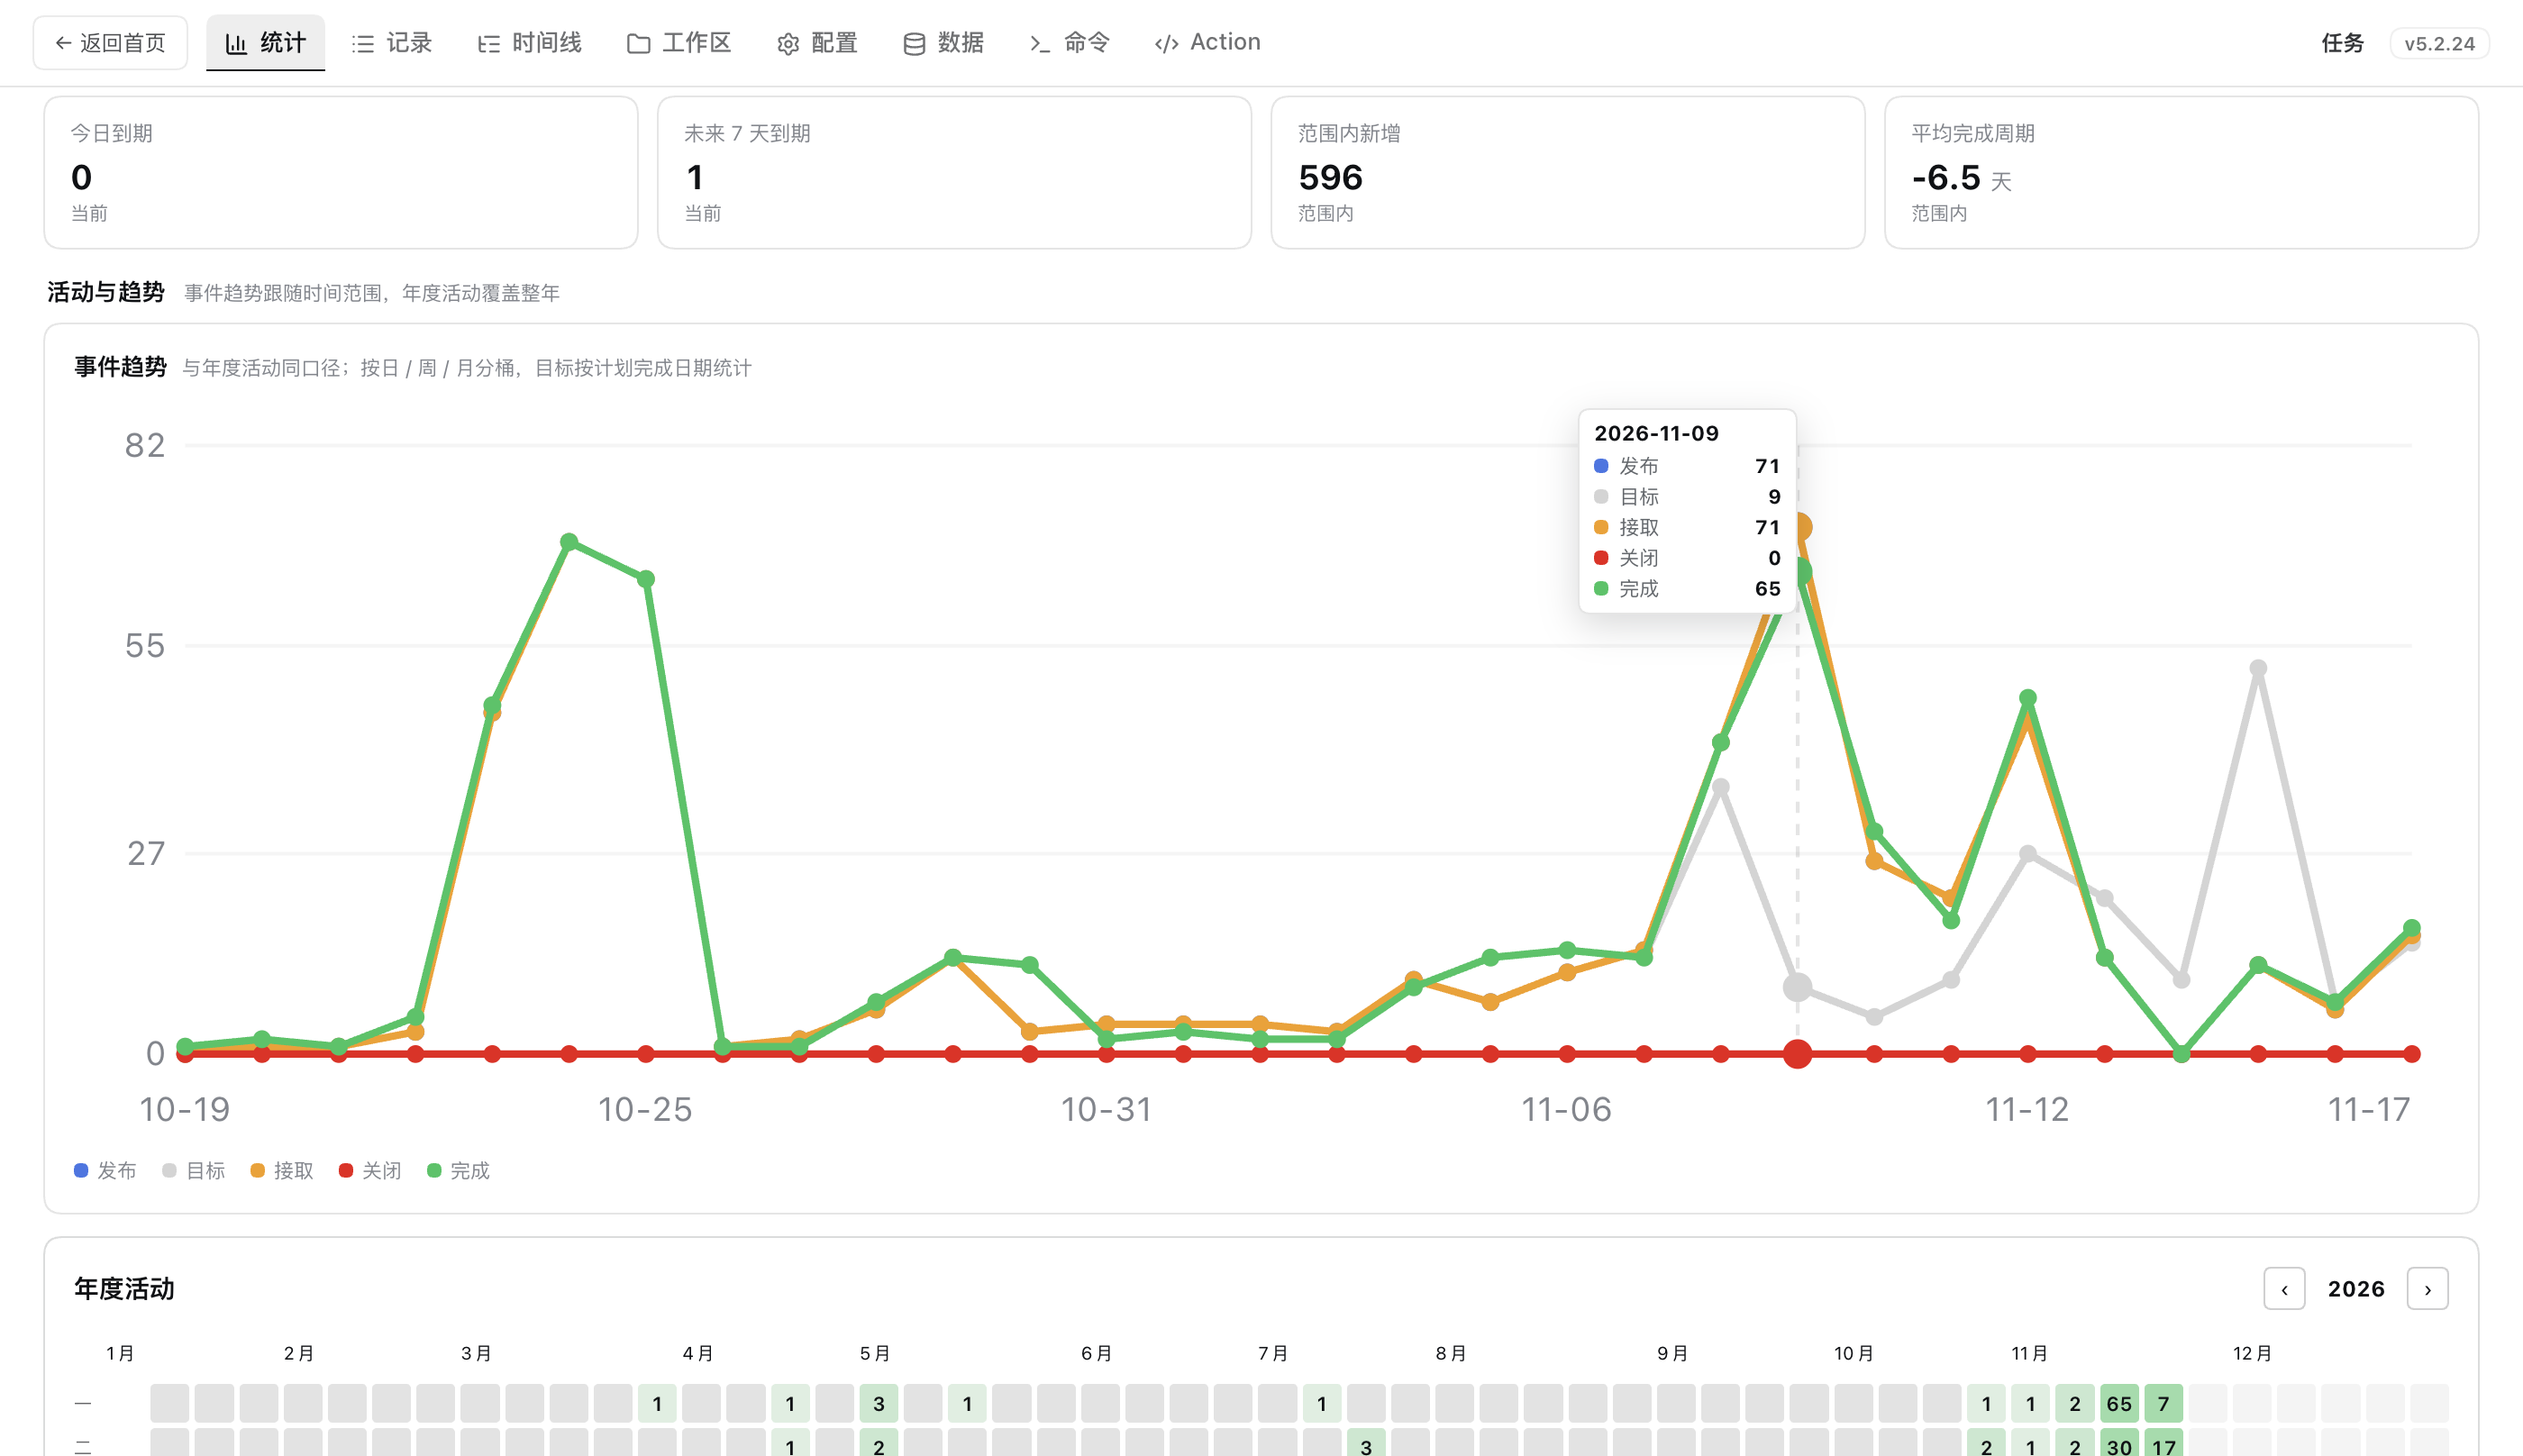 ← 返回首页 统计 记录 时间线 工作区 配置 数据 命令 Action 任务 v5.2.24
今日到期
0
当前
未来 7 天到期
1
当前
范围内新增
596
范围内
平均完成周期
-6.5 天
范围内
活动与趋势 事件趋势跟随时间范围，年度活动覆盖整年
事件趋势 与年度活动同口径；按日 / 周 / 月分桶，目标按计划完成日期统计
82
55
27
0
2026-11-09
发布 71
目标 9
接取 71
关闭 0
完成 65
10-19 10-25 10-31 11-06 11-12 11-17
发布 目标 接取 关闭 完成
年度活动 ‹ 2026 ›
1月 2月 3月 4月 5月 6月 7月 8月 9月 10月 11月 12月
一 1 1 3 1 1 1 1 2 65 7
二 1 2 3 2 1 2 30 17